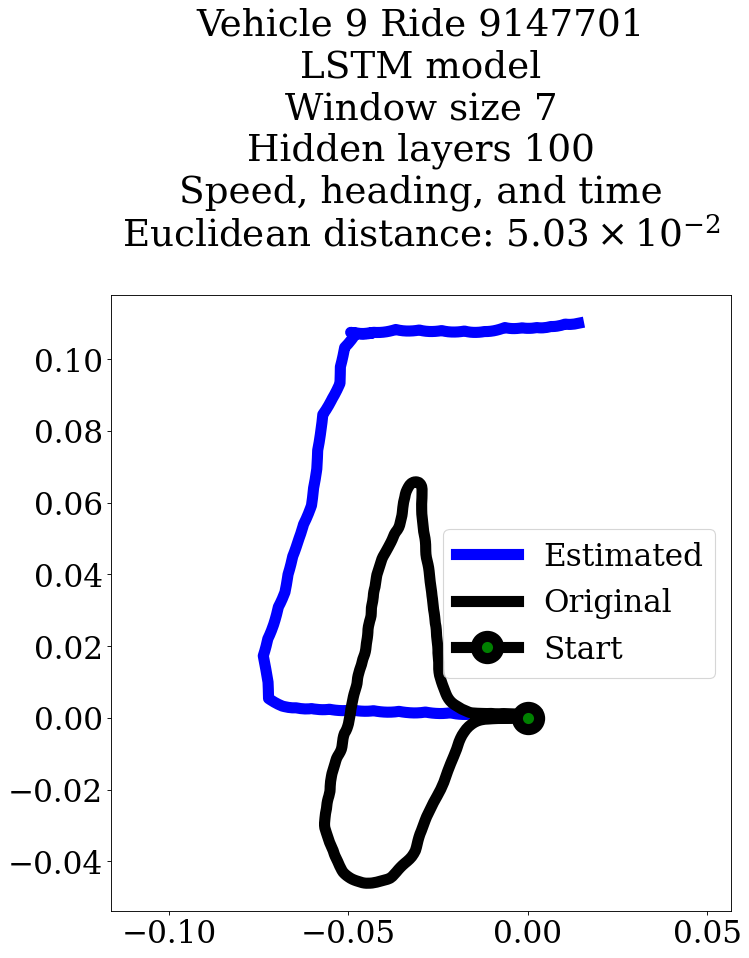 Vehicle 9 Ride 9147701
LSTM model
Window size 7
Hidden layers 100
Speed, heading, and time
Euclidean distance: 5.03 × 10⁻²
0.10
0.08
0.06
0.04
0.02
0.00
−0.02
−0.04
Estimated
Original
Start
−0.10
−0.05
0.00
0.05